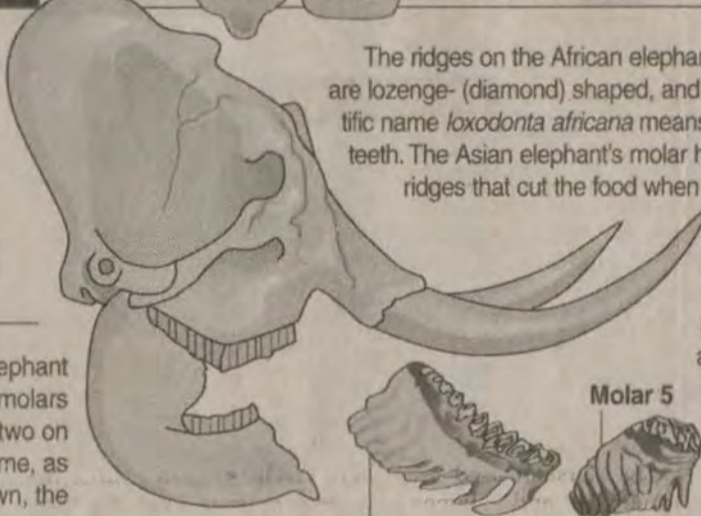 The ridges on the African elepha
are lozenge- (diamond) shaped, and
tific name loxodonta africana means
teeth. The Asian elephant's molar h
ridges that cut the food when
ephant
molars
two on
me, as
wn, the
a
Molar 5